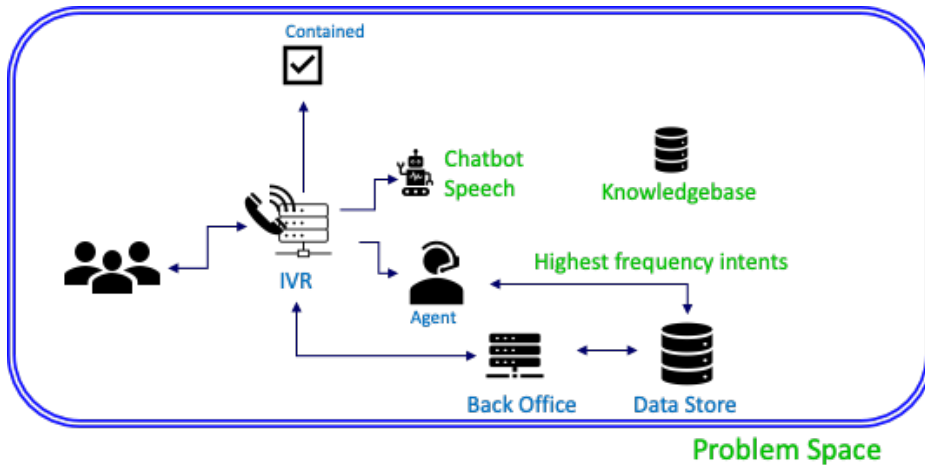 Contained
Chatbot
Speech
Knowledgebase
Highest frequency intents
IVR
Agent
Back Office
Data Store
Problem Space